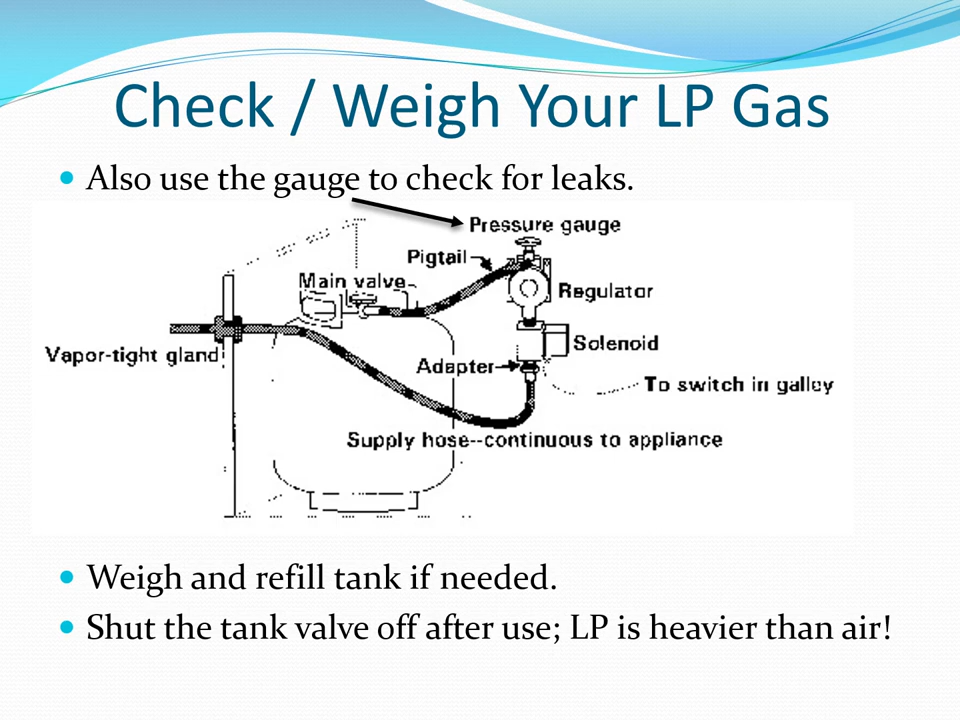 Check / Weigh Your LP Gas
Also use the gauge to check for leaks.
Pressure gauge
Pigtail
Main valve
Regulator
Solenoid
Vapor-tight gland
Adapter
To switch in galley
Supply hose--continuous to appliance
Weigh and refill tank if needed.
Shut the tank valve off after use; LP is heavier than air!